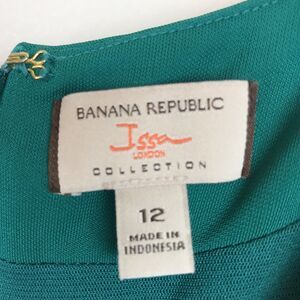 BANANA REPUBLIC
Issa
LONDON
COLLECTION
12
MADE IN
INDONESIA